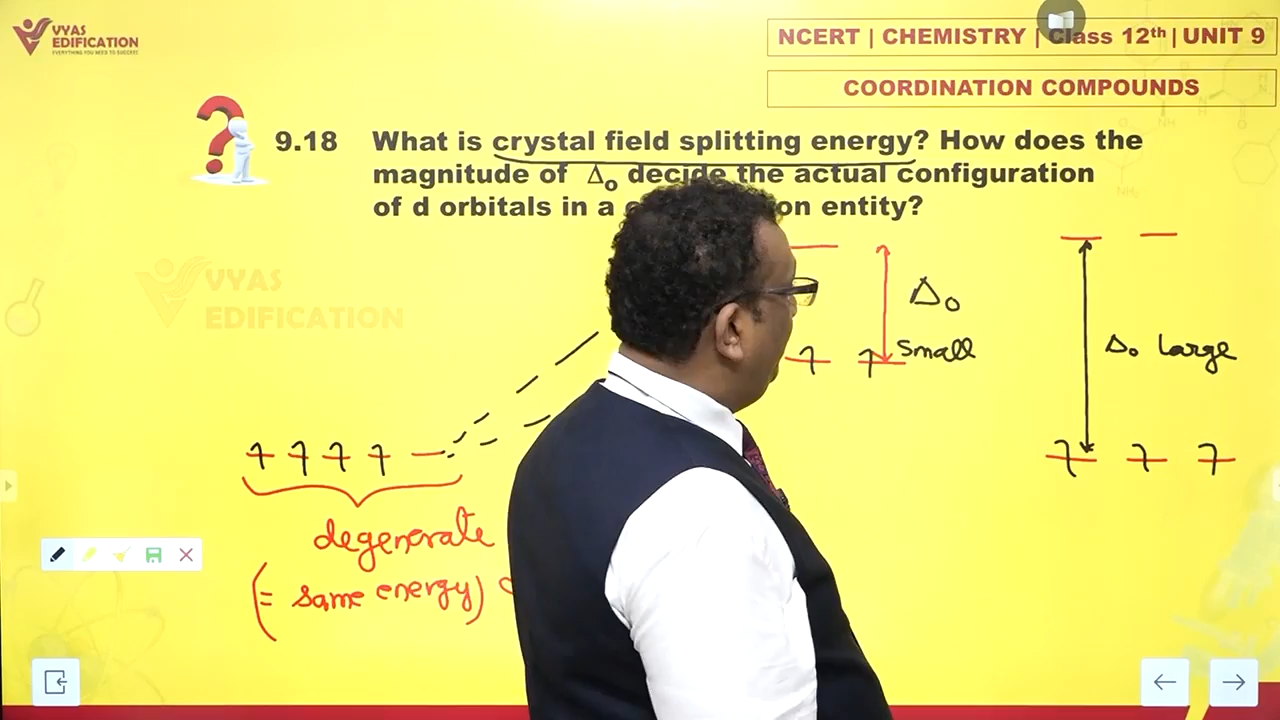 VYAS
EDIFICATION
EVERYTHING YOU NEED TO SUCCEED
NCERT | CHEMISTRY | Class 12th | UNIT 9
COORDINATION COMPOUNDS
9.18 What is crystal field splitting energy? How does the
magnitude of Δo decide the actual configuration
of d orbitals in a on entity?
VYAS
EDIFICATION
Δo
Small
Δo large
degenerate
(= same energy)